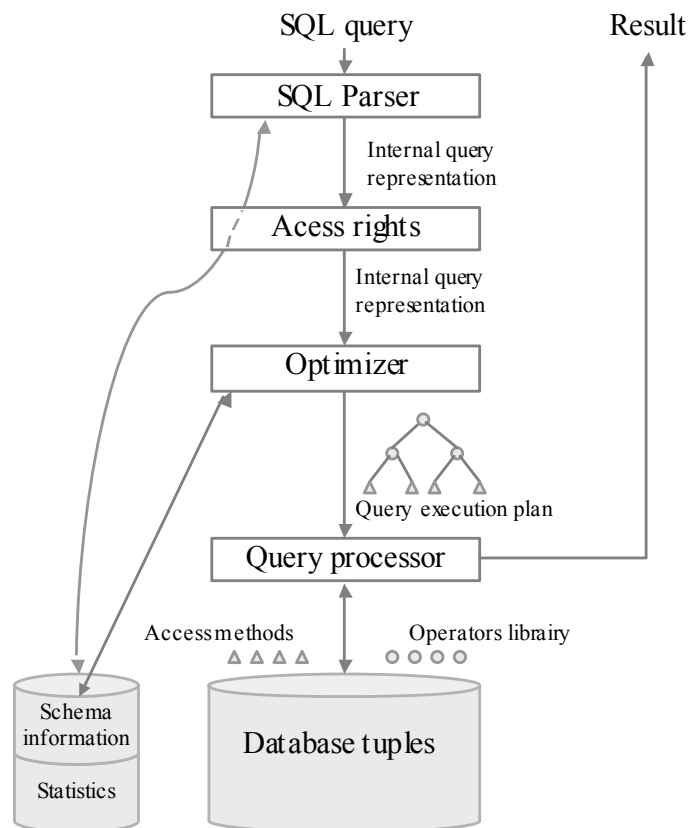 SQL query
Result
SQL Parser
Internal query
representation
Acess rights
Internal query
representation
Optimizer
Query execution plan
Query processor
Access methods
Operators librairy
Schema
information
Statistics
Database tuples